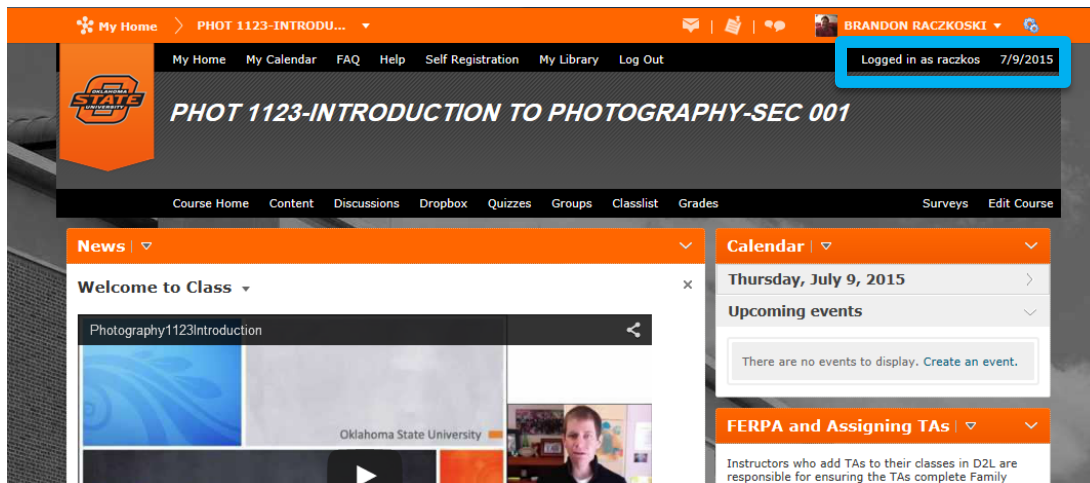 My Home PHOT 1123-INTRODU... BRANDON RACZKOSKI
My Home My Calendar FAQ Help Self Registration My Library Log Out Logged in as raczkos 7/9/2015
OKLAHOMA
STATE
UNIVERSITY
PHOT 1123-INTRODUCTION TO PHOTOGRAPHY-SEC 001
Course Home Content Discussions Dropbox Quizzes Groups Classlist Grades Surveys Edit Course
News
Welcome to Class
Photography1123Introduction
Oklahoma State University
Calendar
Thursday, July 9, 2015
Upcoming events
There are no events to display. Create an event.
FERPA and Assigning TAs
Instructors who add TAs to their classes in D2L are
responsible for ensuring the TAs complete Family